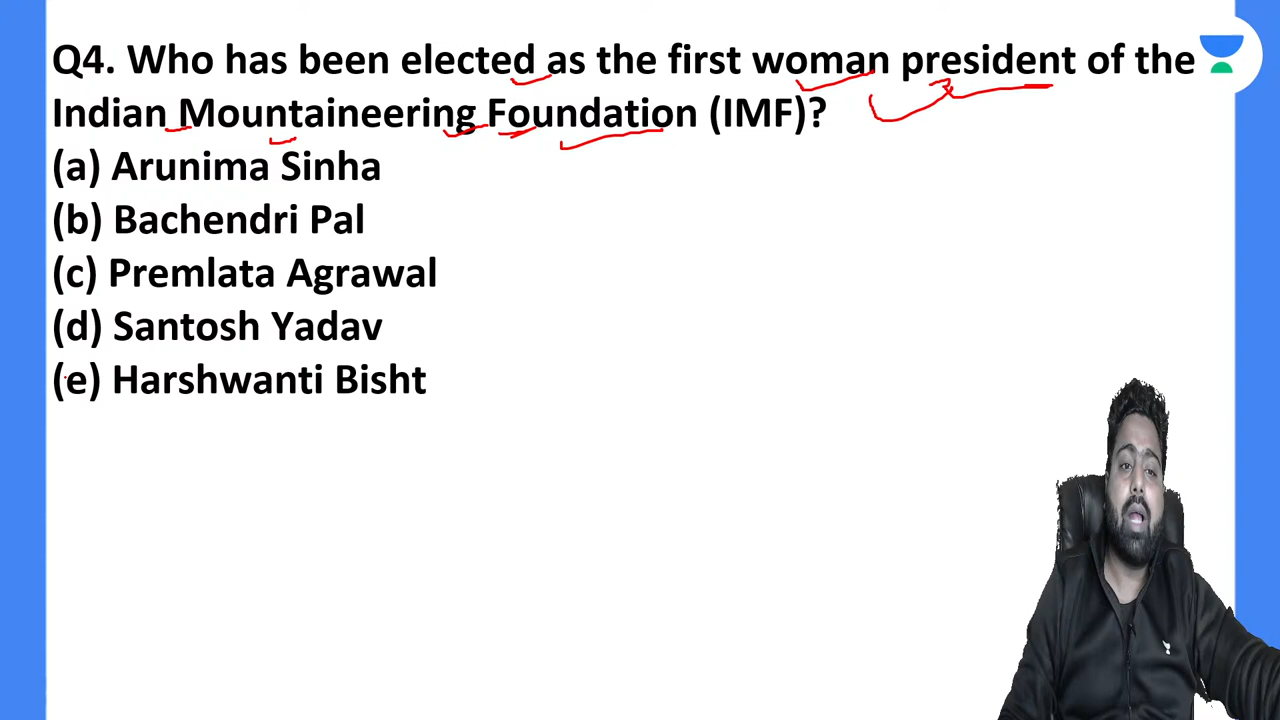 Q4. Who has been elected as the first woman president of the
Indian Mountaineering Foundation (IMF)?
(a) Arunima Sinha
(b) Bachendri Pal
(c) Premlata Agrawal
(d) Santosh Yadav
(e) Harshwanti Bisht